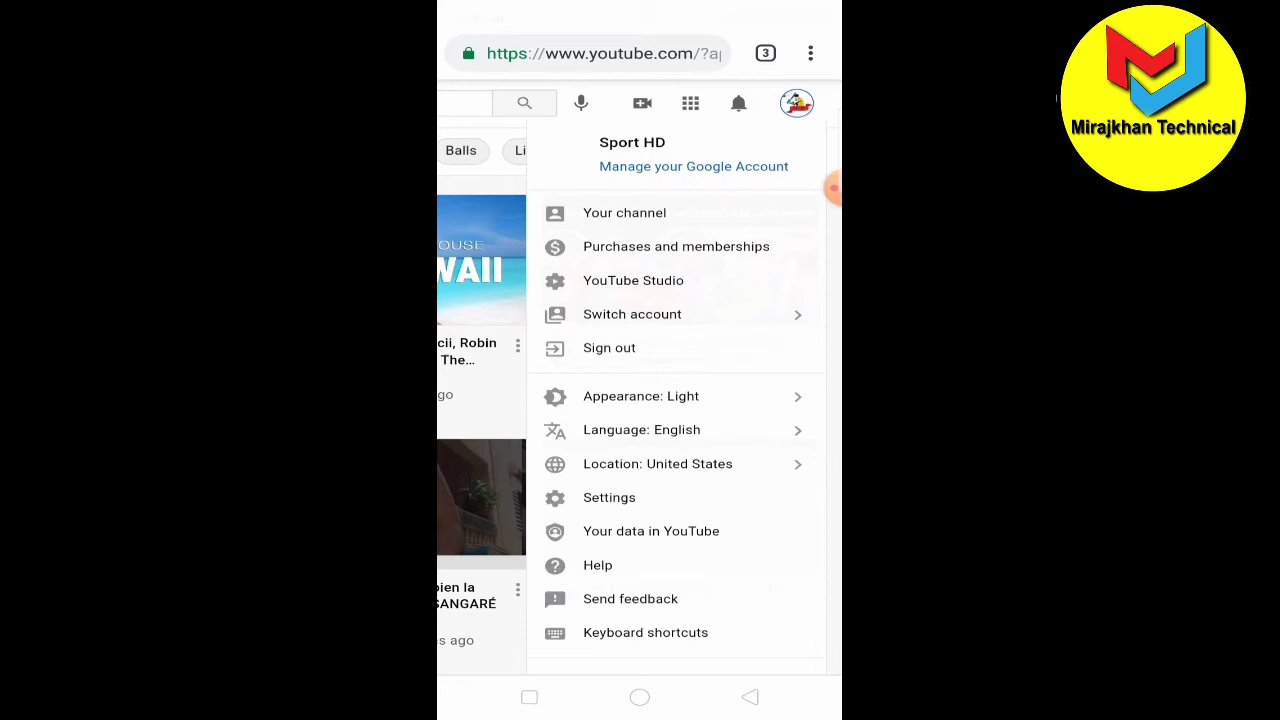 https://www.youtube.com/?a
3
Mirajkhan Technical
Balls
Li
Sport HD
Manage your Google Account
Your channel
Purchases and memberships
YouTube Studio
Switch account
Sign out
Appearance: Light
Language: English
Location: United States
Settings
Your data in YouTube
Help
Send feedback
Keyboard shortcuts
OUSE
WAII
cii, Robin
The...
go
bien la
SANGARÉ
s ago